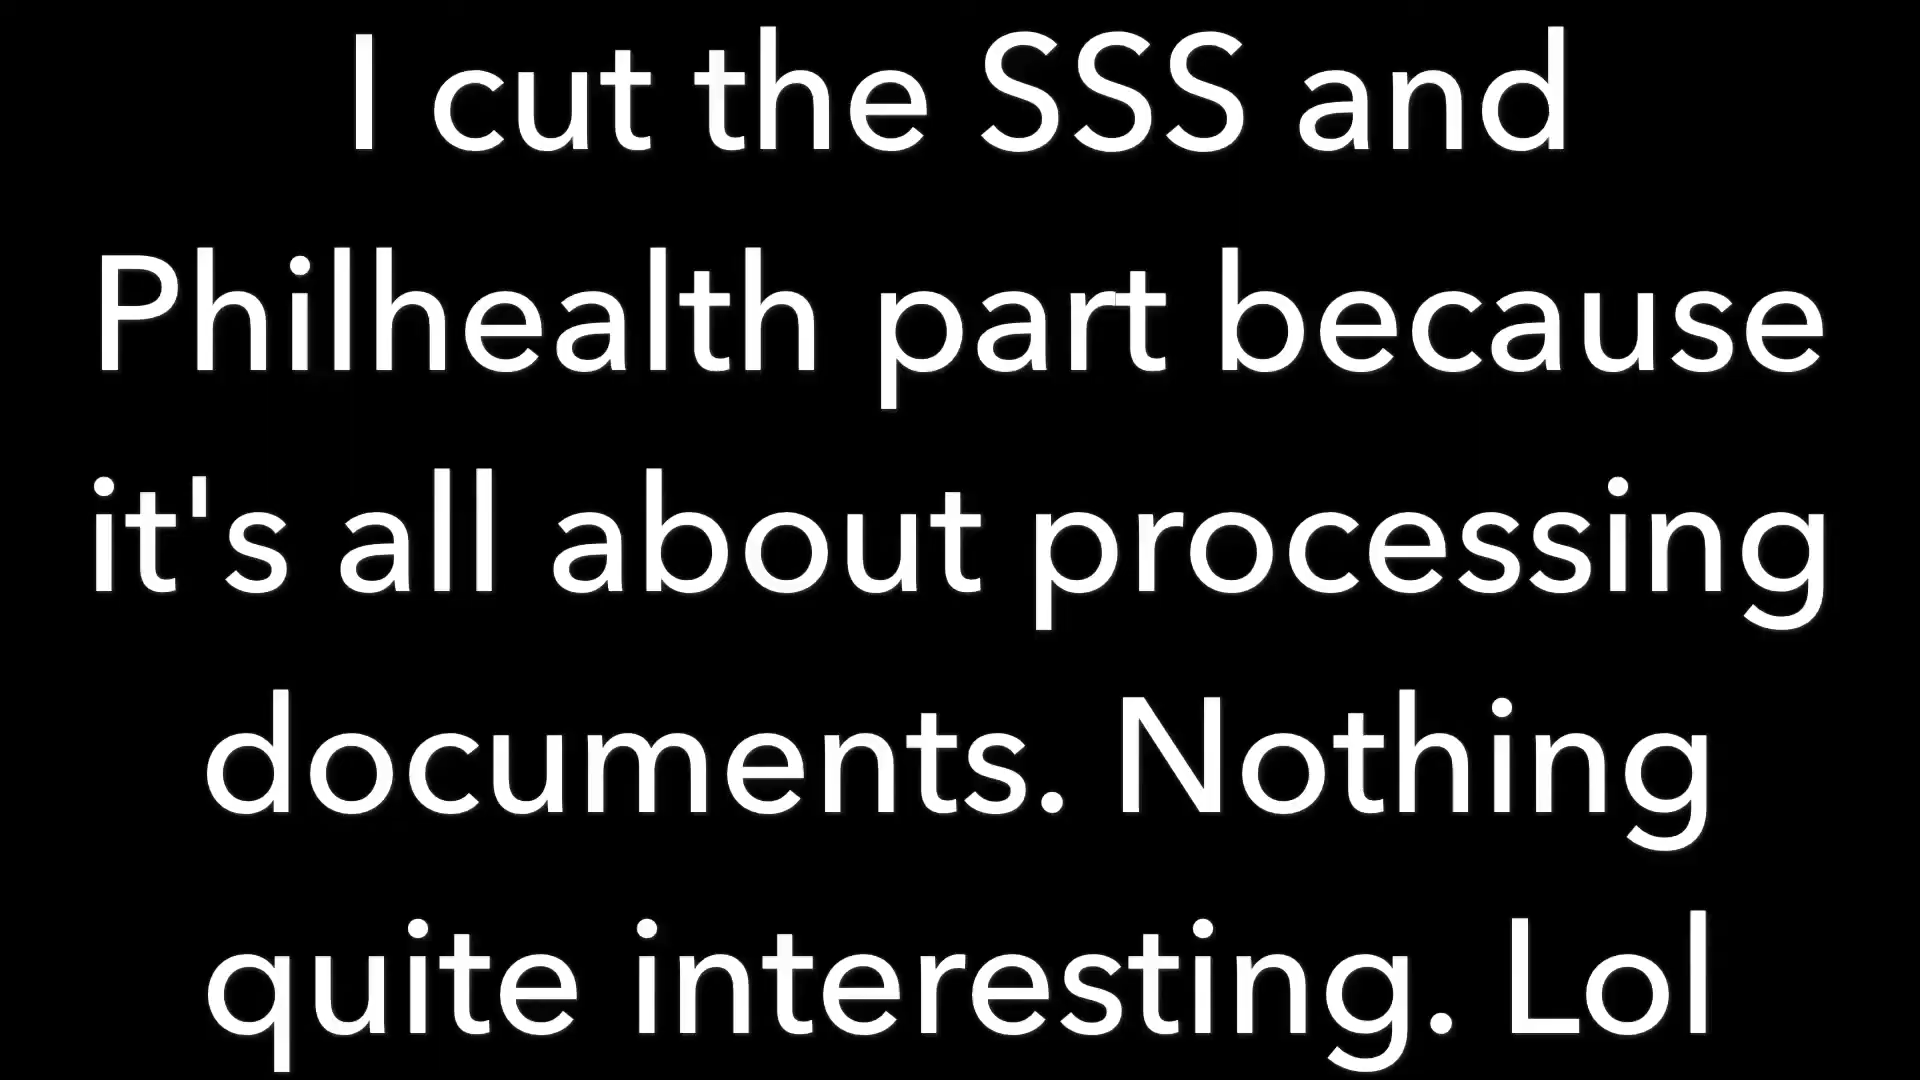 I cut the SSS and
Philhealth part because
it's all about processing
documents. Nothing
quite interesting. Lol